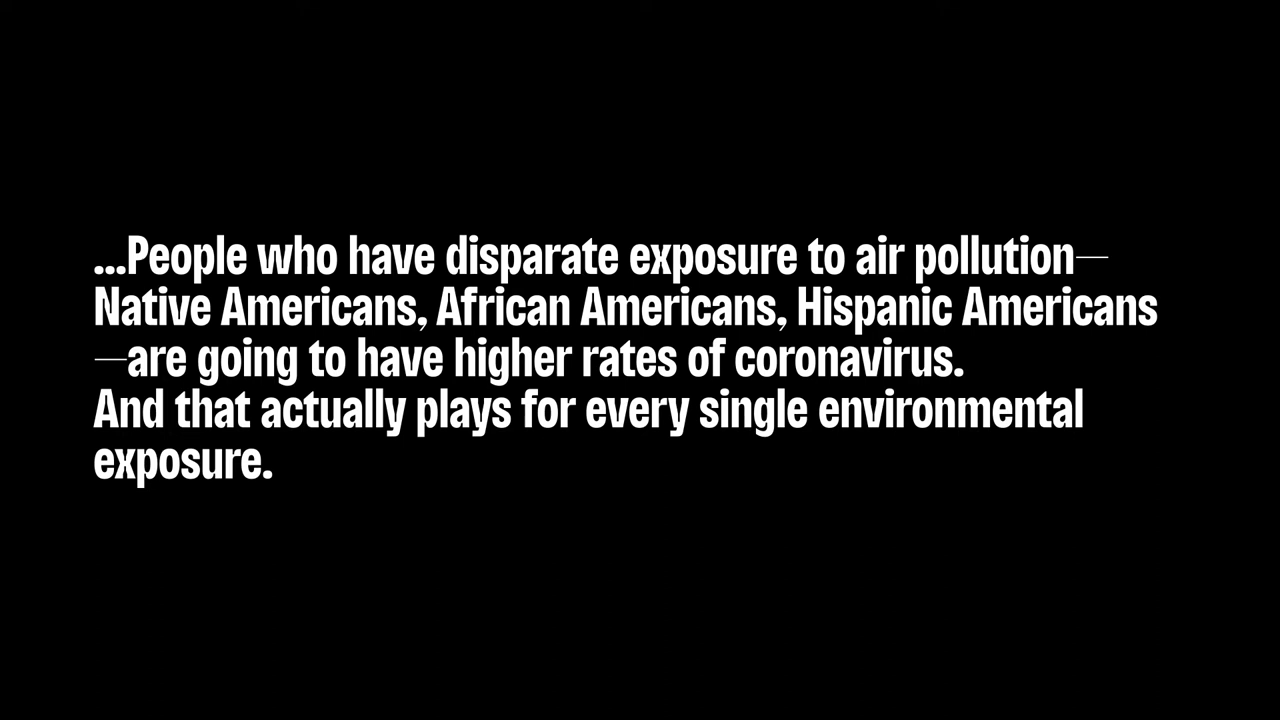 ...People who have disparate exposure to air pollution—
Native Americans, African Americans, Hispanic Americans
—are going to have higher rates of coronavirus.
And that actually plays for every single environmental
exposure.